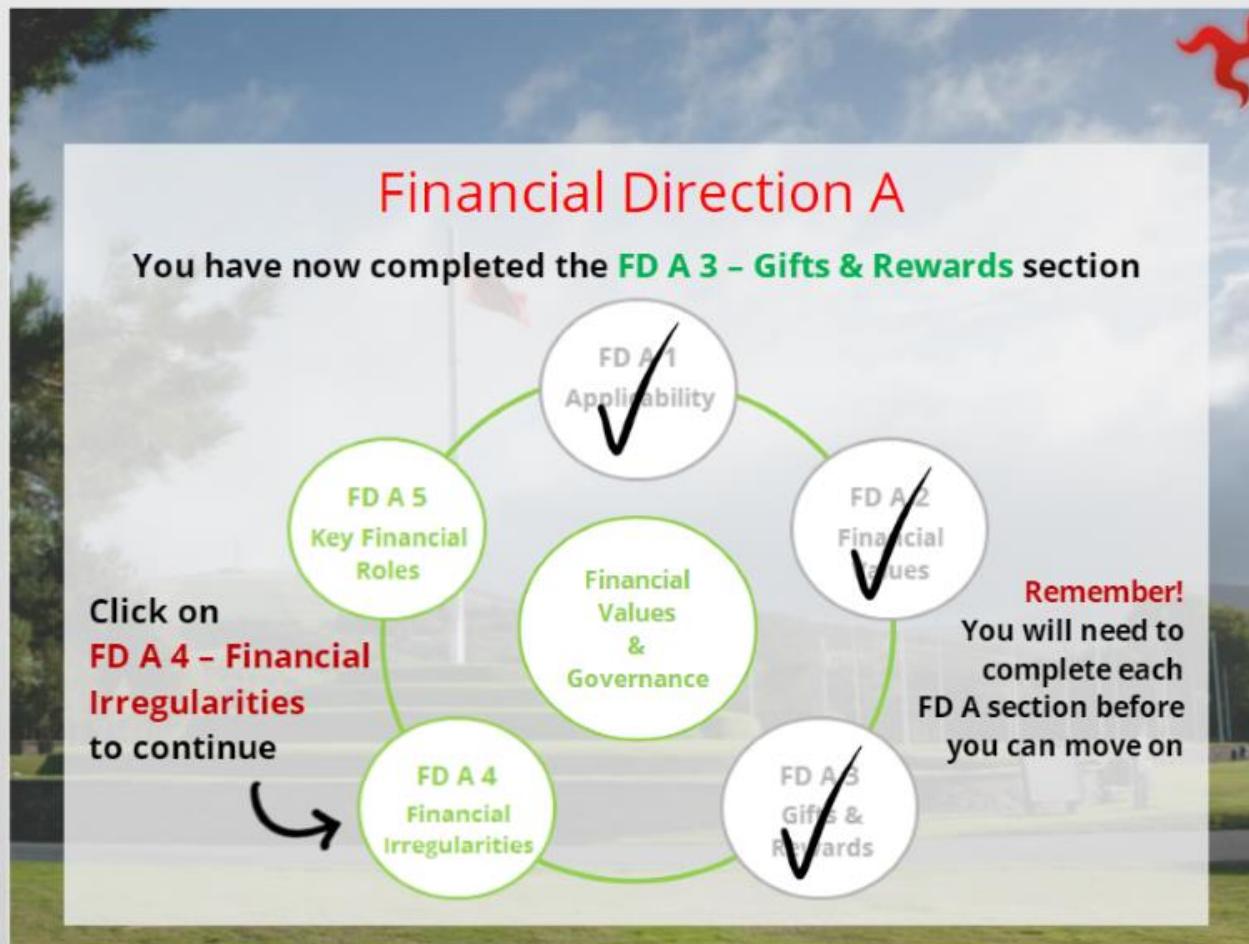 Financial Direction A
You have now completed the FD A 3 – Gifts & Rewards section
FD A 1
Applicability
FD A 2
Financial
Values
FD A 5
Key Financial
Roles
Financial
Values
&
Governance
Click on
FD A 4 – Financial
Irregularities
to continue
Remember!
You will need to
complete each
FD A section before
you can move on
FD A 4
Financial
Irregularities
FD A 3
Gifts &
Rewards